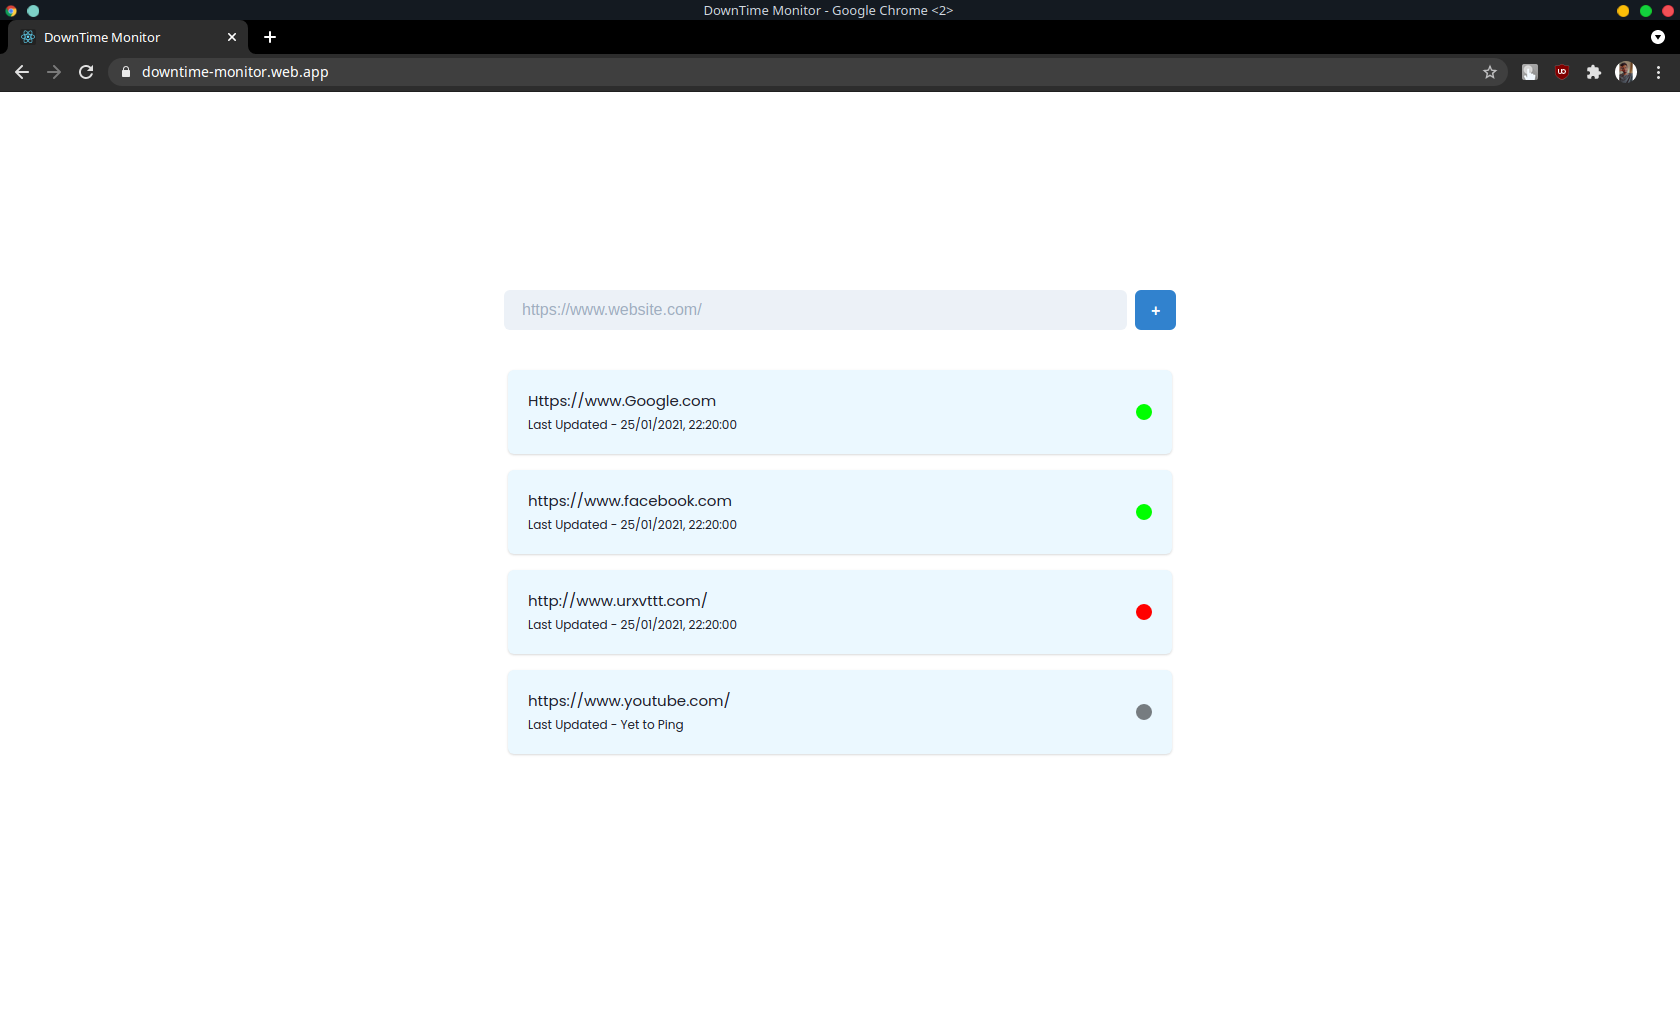 DownTime Monitor - Google Chrome <2>
DownTime Monitor
downtime-monitor.web.app
https://www.website.com/
+
Https://www.Google.com
Last Updated - 25/01/2021, 22:20:00
https://www.facebook.com
Last Updated - 25/01/2021, 22:20:00
http://www.urxvttt.com/
Last Updated - 25/01/2021, 22:20:00
https://www.youtube.com/
Last Updated - Yet to Ping